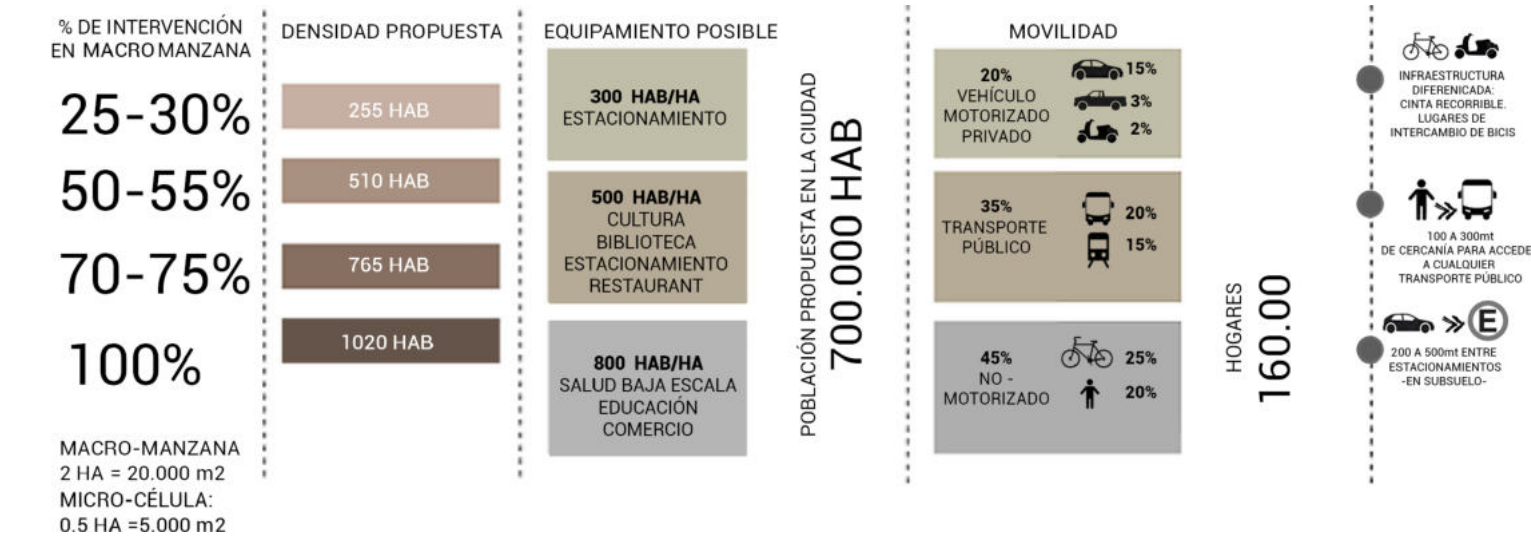 % DE INTERVENCIÓN
EN MACRO MANZANA
25-30%
50-55%
70-75%
100%
MACRO-MANZANA
2 HA = 20.000 m2
MICRO-CÉLULA:
0.5 HA =5.000 m2
DENSIDAD PROPUESTA
255 HAB
510 HAB
765 HAB
1020 HAB
EQUIPAMIENTO POSIBLE
300 HAB/HA
ESTACIONAMIENTO
500 HAB/HA
CULTURA
BIBLIOTECA
ESTACIONAMIENTO
RESTAURANT
800 HAB/HA
SALUD BAJA ESCALA
EDUCACIÓN
COMERCIO
POBLACIÓN PROPUESTA EN LA CIUDAD
700.000 HAB
MOVILIDAD
20%
VEHÍCULO
MOTORIZADO
PRIVADO
15%
3%
2%
35%
TRANSPORTE
PÚBLICO
20%
15%
45%
NO -
MOTORIZADO
25%
20%
HOGARES
160.00
INFRAESTRUCTURA
DIFERENICADA:
CINTA RECORRIBLE.
LUGARES DE
INTERCAMBIO DE BICIS
100 A 300mt
DE CERCANÍA PARA ACCEDE
A CUALQUIER
TRANSPORTE PÚBLICO
E
200 A 500mt ENTRE
ESTACIONAMIENTOS
-EN SUBSUELO-